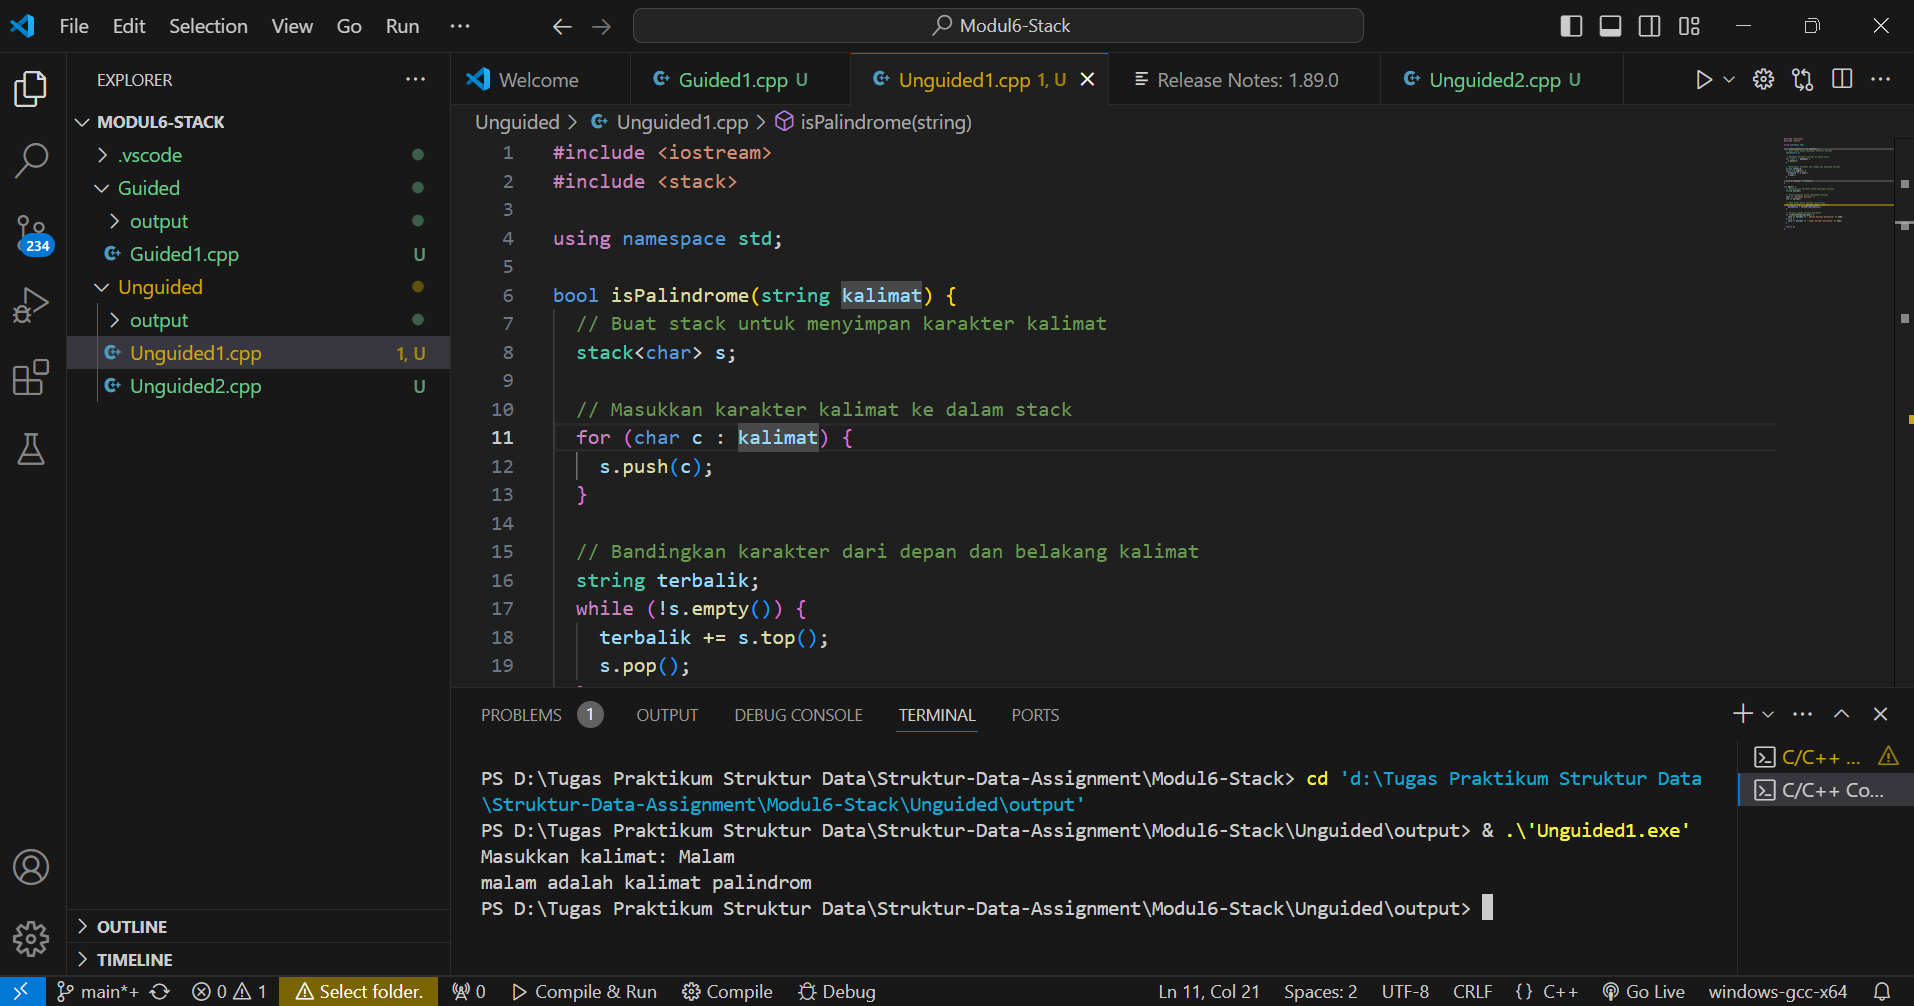 File Edit Selection View Go Run ··· Modul6-Stack
EXPLORER ···
MODUL6-STACK
.vscode
Guided
output
Guided1.cpp U
Unguided
output
Unguided1.cpp 1, U
Unguided2.cpp U
OUTLINE
TIMELINE
234
Welcome Guided1.cpp U Unguided1.cpp 1, U Release Notes: 1.89.0 Unguided2.cpp U
Unguided > Unguided1.cpp > isPalindrome(string)
1 #include <iostream>
2 #include <stack>
3
4 using namespace std;
5
6 bool isPalindrome(string kalimat) {
7 // Buat stack untuk menyimpan karakter kalimat
8 stack<char> s;
9
10 // Masukkan karakter kalimat ke dalam stack
11 for (char c : kalimat) {
12 s.push(c);
13 }
14
15 // Bandingkan karakter dari depan dan belakang kalimat
16 string terbalik;
17 while (!s.empty()) {
18 terbalik += s.top();
19 s.pop();
PROBLEMS 1 OUTPUT DEBUG CONSOLE TERMINAL PORTS
PS D:\Tugas Praktikum Struktur Data\Struktur-Data-Assignment\Modul6-Stack> cd 'd:\Tugas Praktikum Struktur Data
\Struktur-Data-Assignment\Modul6-Stack\Unguided\output'
PS D:\Tugas Praktikum Struktur Data\Struktur-Data-Assignment\Modul6-Stack\Unguided\output> & .\'Unguided1.exe'
Masukkan kalimat: Malam
malam adalah kalimat palindrom
PS D:\Tugas Praktikum Struktur Data\Struktur-Data-Assignment\Modul6-Stack\Unguided\output>
C/C++ ...
C/C++ Co...
main*+ 0 1 Select folder. 0 Compile & Run Compile Debug Ln 11, Col 21 Spaces: 2 UTF-8 CRLF {} C++ Go Live windows-gcc-x64